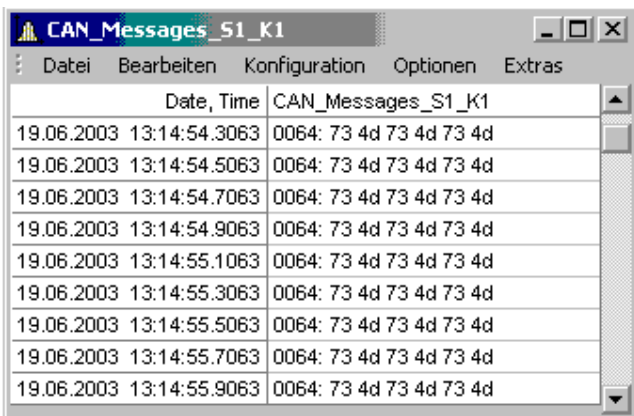 CAN_Messages_S1_K1
Datei Bearbeiten Konfiguration Optionen Extras
Date, Time CAN_Messages_S1_K1
19.06.2003 13:14:54.3063 0064: 73 4d 73 4d 73 4d
19.06.2003 13:14:54.5063 0064: 73 4d 73 4d 73 4d
19.06.2003 13:14:54.7063 0064: 73 4d 73 4d 73 4d
19.06.2003 13:14:54.9063 0064: 73 4d 73 4d 73 4d
19.06.2003 13:14:55.1063 0064: 73 4d 73 4d 73 4d
19.06.2003 13:14:55.3063 0064: 73 4d 73 4d 73 4d
19.06.2003 13:14:55.5063 0064: 73 4d 73 4d 73 4d
19.06.2003 13:14:55.7063 0064: 73 4d 73 4d 73 4d
19.06.2003 13:14:55.9063 0064: 73 4d 73 4d 73 4d